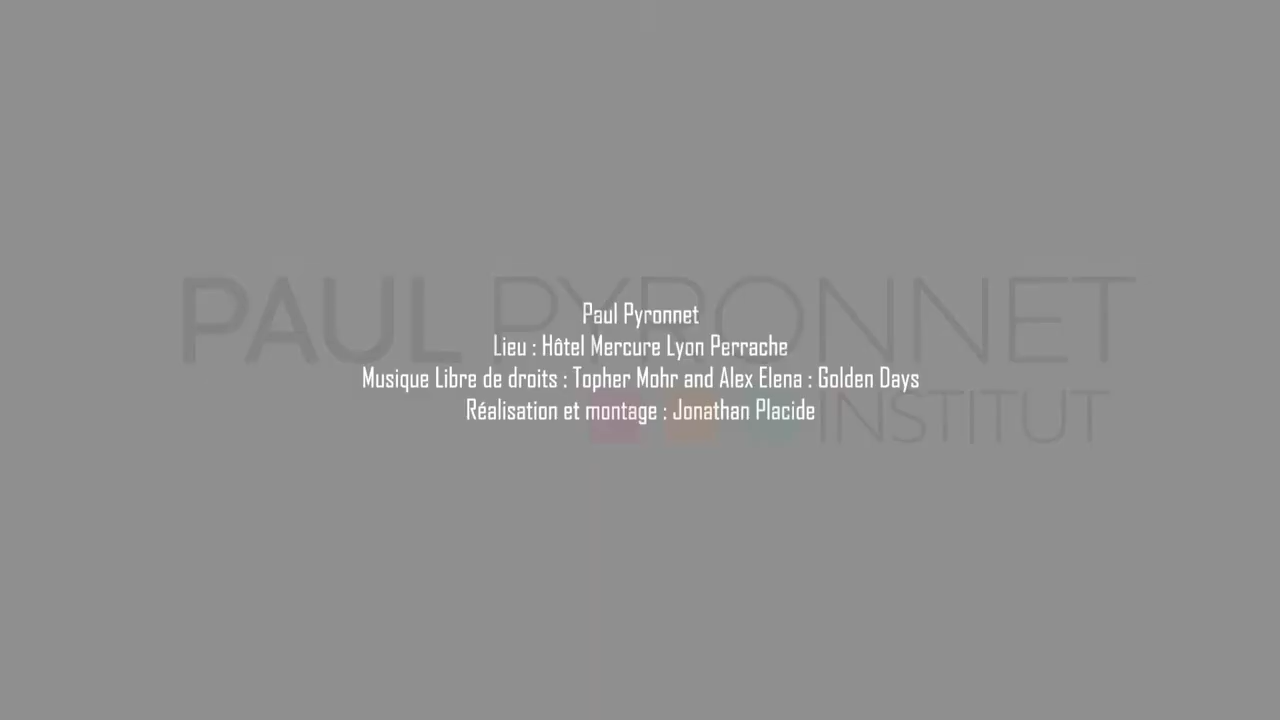 PAUL PYRONNET
INSTITUT
Paul Pyronnet
Lieu : Hôtel Mercure Lyon Perrache
Musique Libre de droits : Topher Mohr and Alex Elena : Golden Days
Réalisation et montage : Jonathan Placide